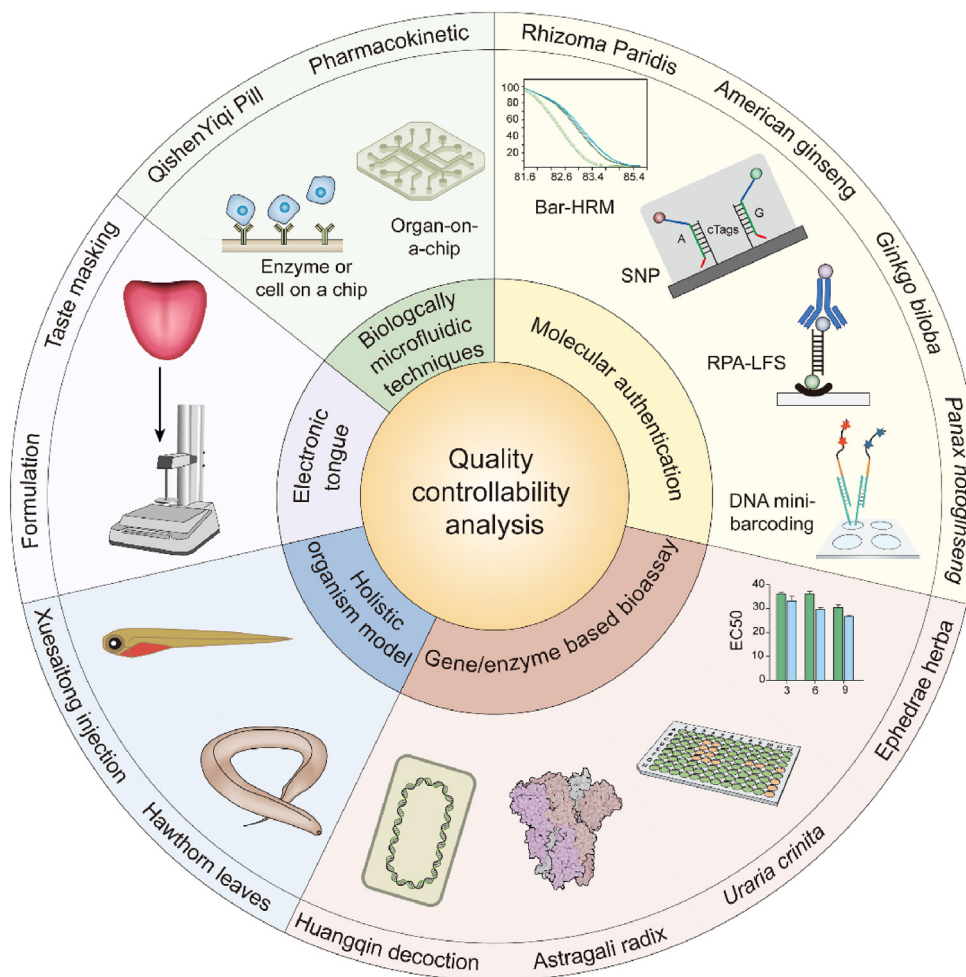 Pharmacokinetic
QishenYiqi Pill
Taste masking
Formulation
Xuesaitong injection
Hawthorn leaves
Huangqin decoction
Astragali radix
Uraria crinita
Ephedrae herba
Panax notoginseng
Ginkgo biloba
American ginseng
Rhizoma Paridis
100
80
60
40
20
0
81.6
82.6
83.4
85.4
Bar-HRM
A
cTags
G
SNP
RPA-LFS
DNA mini-
barcoding
Organ-on-
a-chip
Enzyme or
cell on a chip
Biologcally
microfluidic
techniques
Molecular authentication
Electronic
tongue
Quality
controllability
analysis
Holistic
organism model
Gene/enzyme based bioassay
EC50
40
30
20
10
0
3
6
9